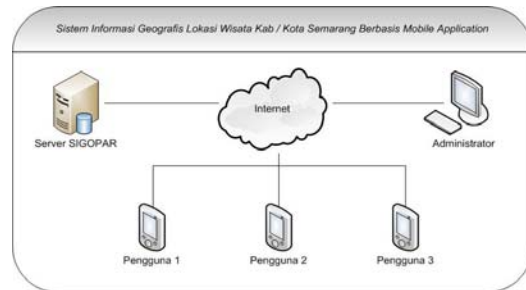 Sistem Informasi Geografis Lokasi Wisata Kab / Kota Semarang Berbasis Mobile Application
Internet
Server SIGOPAR
Administrator
Pengguna 1
Pengguna 2
Pengguna 3